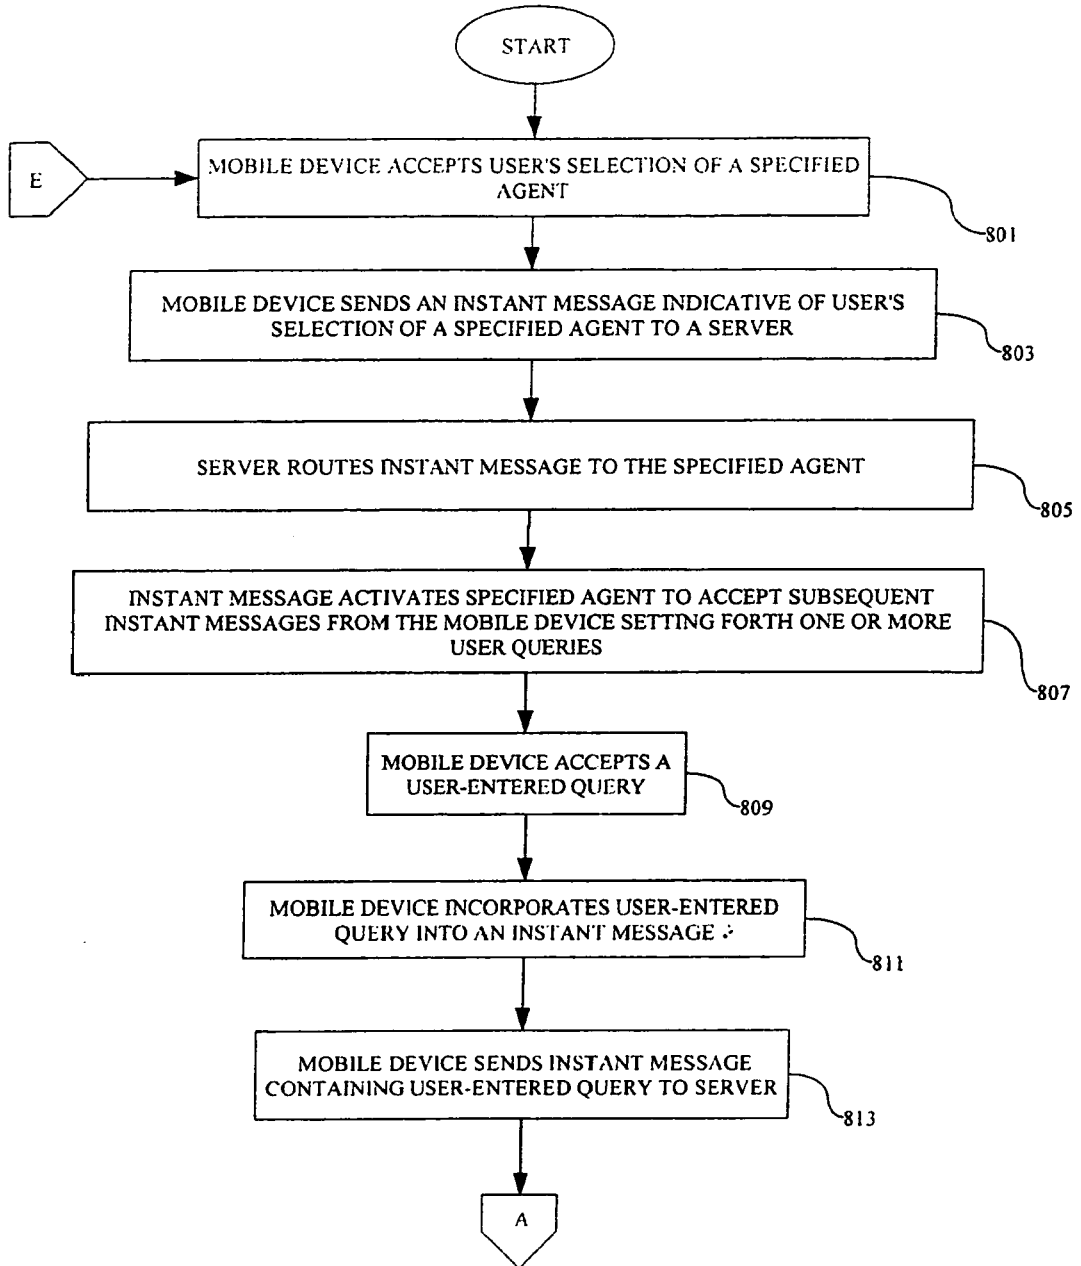 START
E
MOBILE DEVICE ACCEPTS USER'S SELECTION OF A SPECIFIED
AGENT
801
MOBILE DEVICE SENDS AN INSTANT MESSAGE INDICATIVE OF USER'S
SELECTION OF A SPECIFIED AGENT TO A SERVER
803
SERVER ROUTES INSTANT MESSAGE TO THE SPECIFIED AGENT
805
INSTANT MESSAGE ACTIVATES SPECIFIED AGENT TO ACCEPT SUBSEQUENT
INSTANT MESSAGES FROM THE MOBILE DEVICE SETTING FORTH ONE OR MORE
USER QUERIES
807
MOBILE DEVICE ACCEPTS A
USER-ENTERED QUERY
809
MOBILE DEVICE INCORPORATES USER-ENTERED
QUERY INTO AN INSTANT MESSAGE
811
MOBILE DEVICE SENDS INSTANT MESSAGE
CONTAINING USER-ENTERED QUERY TO SERVER
813
A